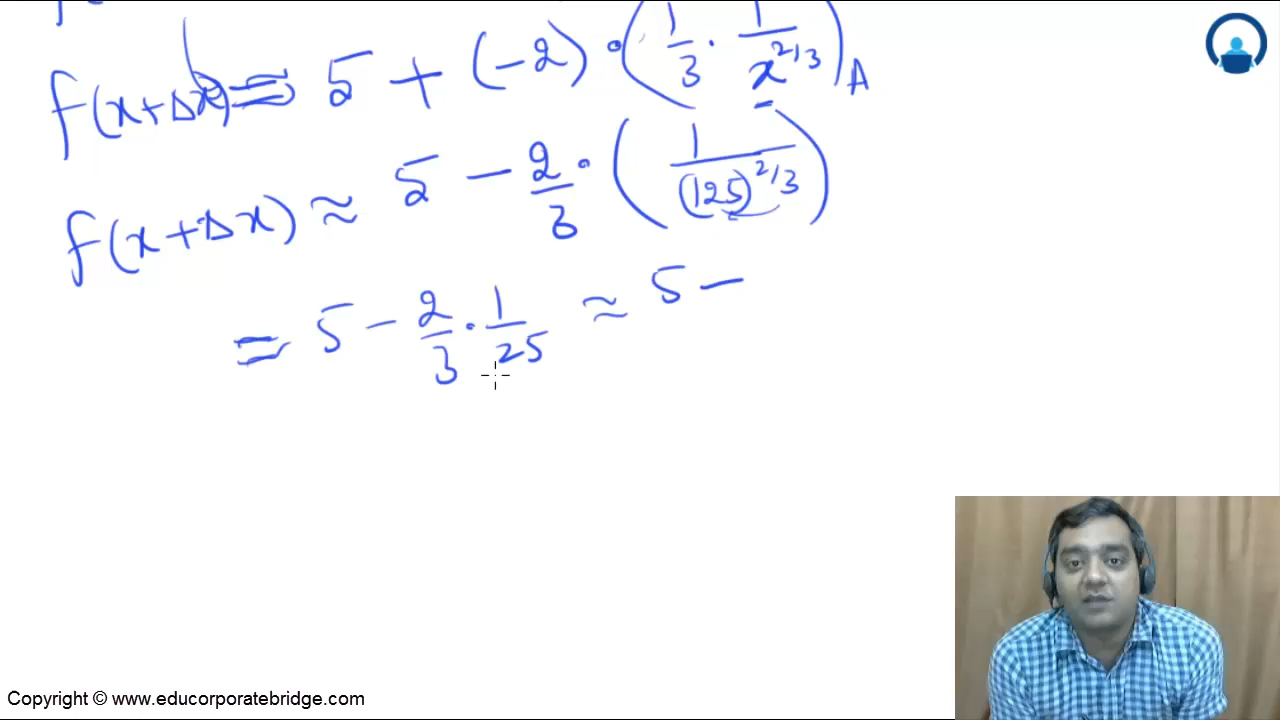 f(x+Δx) ≈ 5 + (-2) · (1/3 · 1/x^2/3)A
f(x+Δx) ≈ 5 - 2/3 · (1/(125)^2/3)
= 5 - 2/3 · 1/25 ≈ 5 -
Copyright © www.educorporatebridge.com